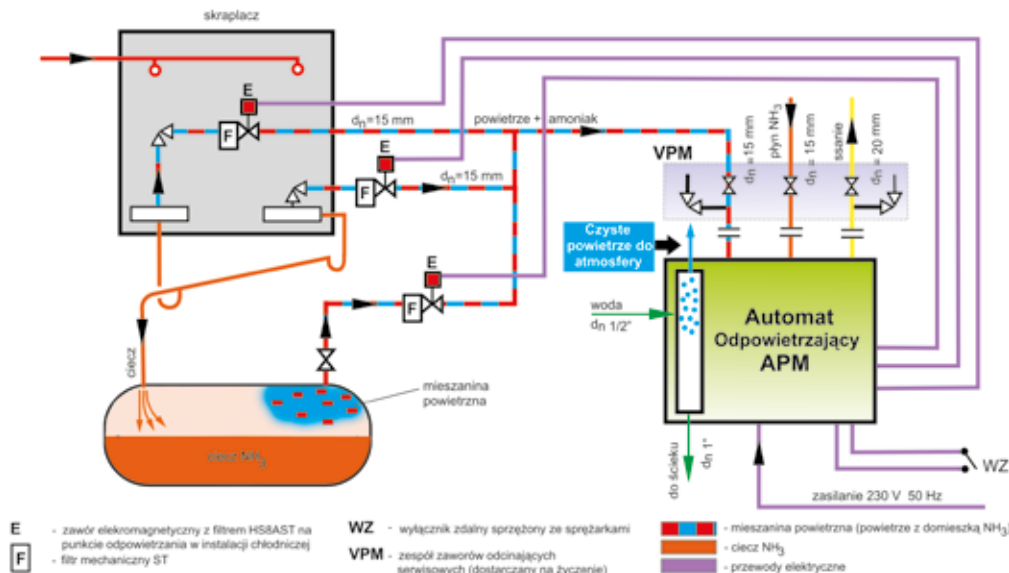 skraplacz
E
F
dn=15 mm
powietrze + amoniak
E
F
dn=15 mm
VPM
dn=15 mm
płyn NH3
dn= 15 mm
ssanie
dn= 20 mm
Czyste
powietrze do
atmosfery
E
F
woda
dn 1/2"
Automat
Odpowietrzający
APM
ciecz
mieszanina
powietrzna
ciecz NH3
do ścieku
dn 1"
WZ
zasilanie 230 V 50 Hz
E - zawór elekromagnetyczny z filtrem HS8AST na
punkcie odpowietrzania w instalacji chłodniczej
F - filtr mechaniczny ST
WZ - wyłącznik zdalny sprzężony ze sprężarkami
VPM - zespół zaworów odcinających
serwisowych (dostarczany na życzenie)
- mieszanina powietrzna (powietrze z domieszką NH3)
- ciecz NH3
- przewody elektryczne